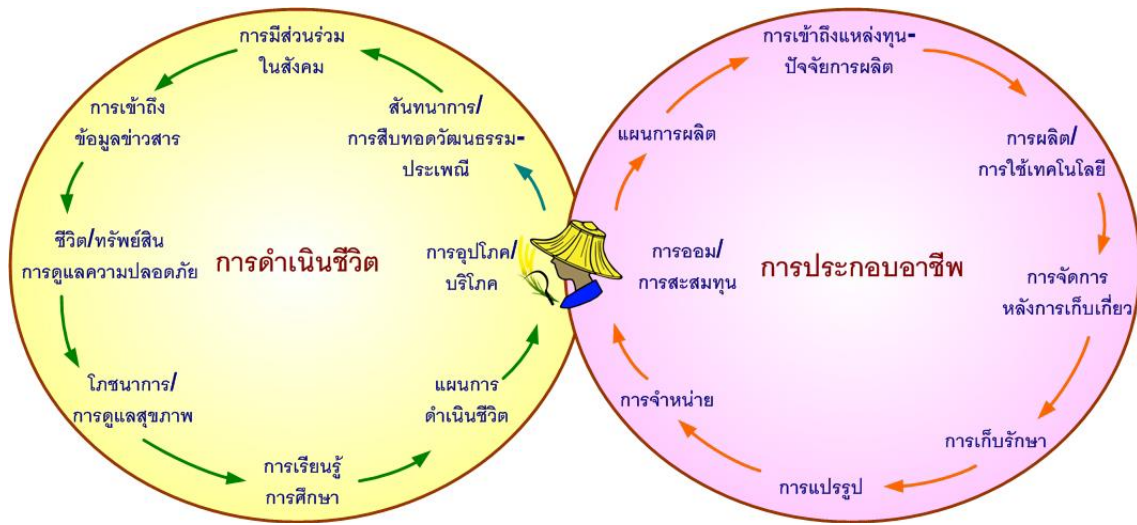 การมีส่วนร่วม
ในสังคม
การเข้าถึง
ข้อมูลข่าวสาร
สันทนาการ/
การสืบทอดวัฒนธรรม-
ประเพณี
ชีวิต/ทรัพย์สิน
การดูแลความปลอดภัย
การดำเนินชีวิต
การอุปโภค/
บริโภค
โภชนาการ/
การดูแลสุขภาพ
แผนการ
ดำเนินชีวิต
การเรียนรู้
การศึกษา
การเข้าถึงแหล่งทุน-
ปัจจัยการผลิต
แผนการผลิต
การผลิต/
การใช้เทคโนโลยี
การออม/
การสะสมทุน
การประกอบอาชีพ
การจัดการ
หลังการเก็บเกี่ยว
การจำหน่าย
การเก็บรักษา
การแปรรูป